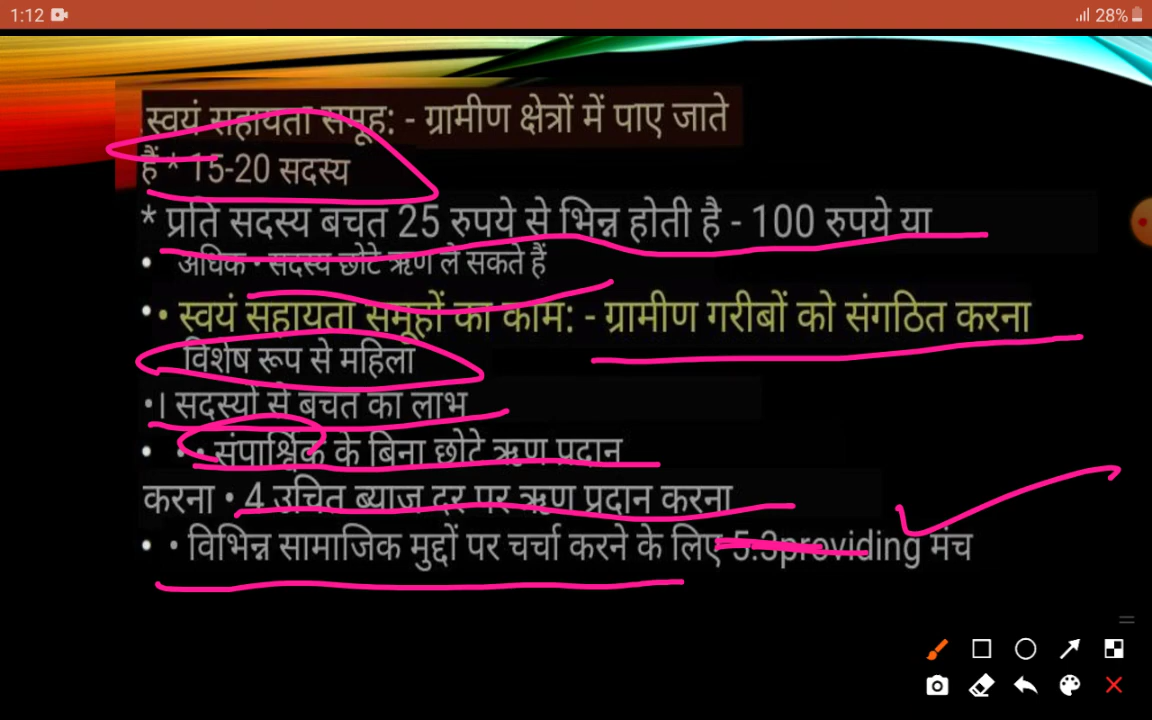 1:12
28%
.स्वयं सहायता समूह: - ग्रामीण क्षेत्रों में पाए जाते
हैं * 15-20 सदस्य
* प्रति सदस्य बचत 25 रुपये से भिन्न होती है - 100 रुपये या
• अधिक • सदस्य छोटे ऋण ले सकते हैं
• • स्वयं सहायता समूहों का काम: - ग्रामीण गरीबों को संगठित करना
विशेष रूप से महिला
•। सदस्यों से बचत का लाभ
• • • संपार्श्विक के बिना छोटे ऋण प्रदान
करना • 4 उचित ब्याज दर पर ऋण प्रदान करना
• • विभिन्न सामाजिक मुद्दों पर चर्चा करने के लिए 5.3providing मंच